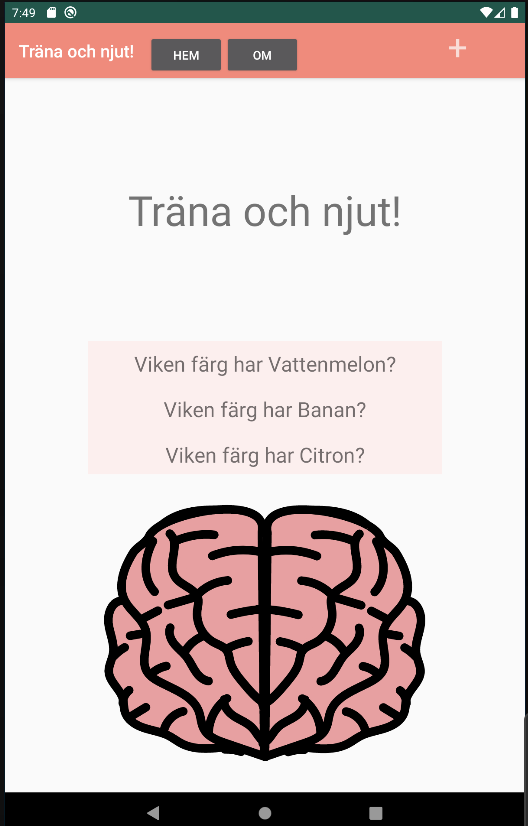 7:49
Träna och njut! HEM OM +
Träna och njut!
Viken färg har Vattenmelon?
Viken färg har Banan?
Viken färg har Citron?